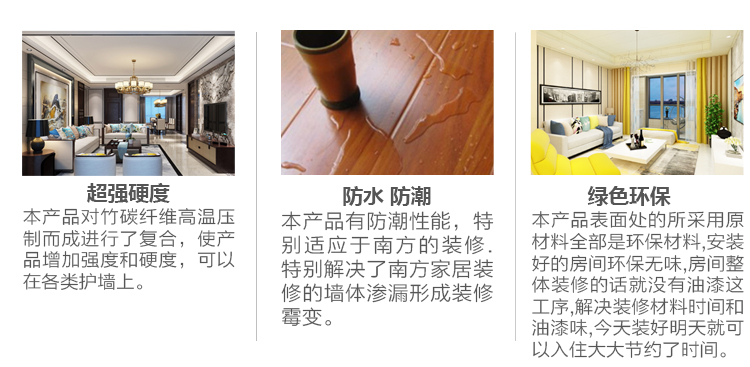 超强硬度
本产品对竹碳纤维高温压
制而成进行了复合，使产
品增加强度和硬度，可以
在各类护墙上。
防水 防潮
本产品有防潮性能，特
别适应于南方的装修.
特别解决了南方家居装
修的墙体渗漏形成装修
霉变。
绿色环保
本产品表面处的所采用原
材料全部是环保材料,安装
好的房间环保无味,房间整
体装修的话就没有油漆这
工序,解决装修材料时间和
油漆味,今天装好明天就可
以入住大大节约了时间。